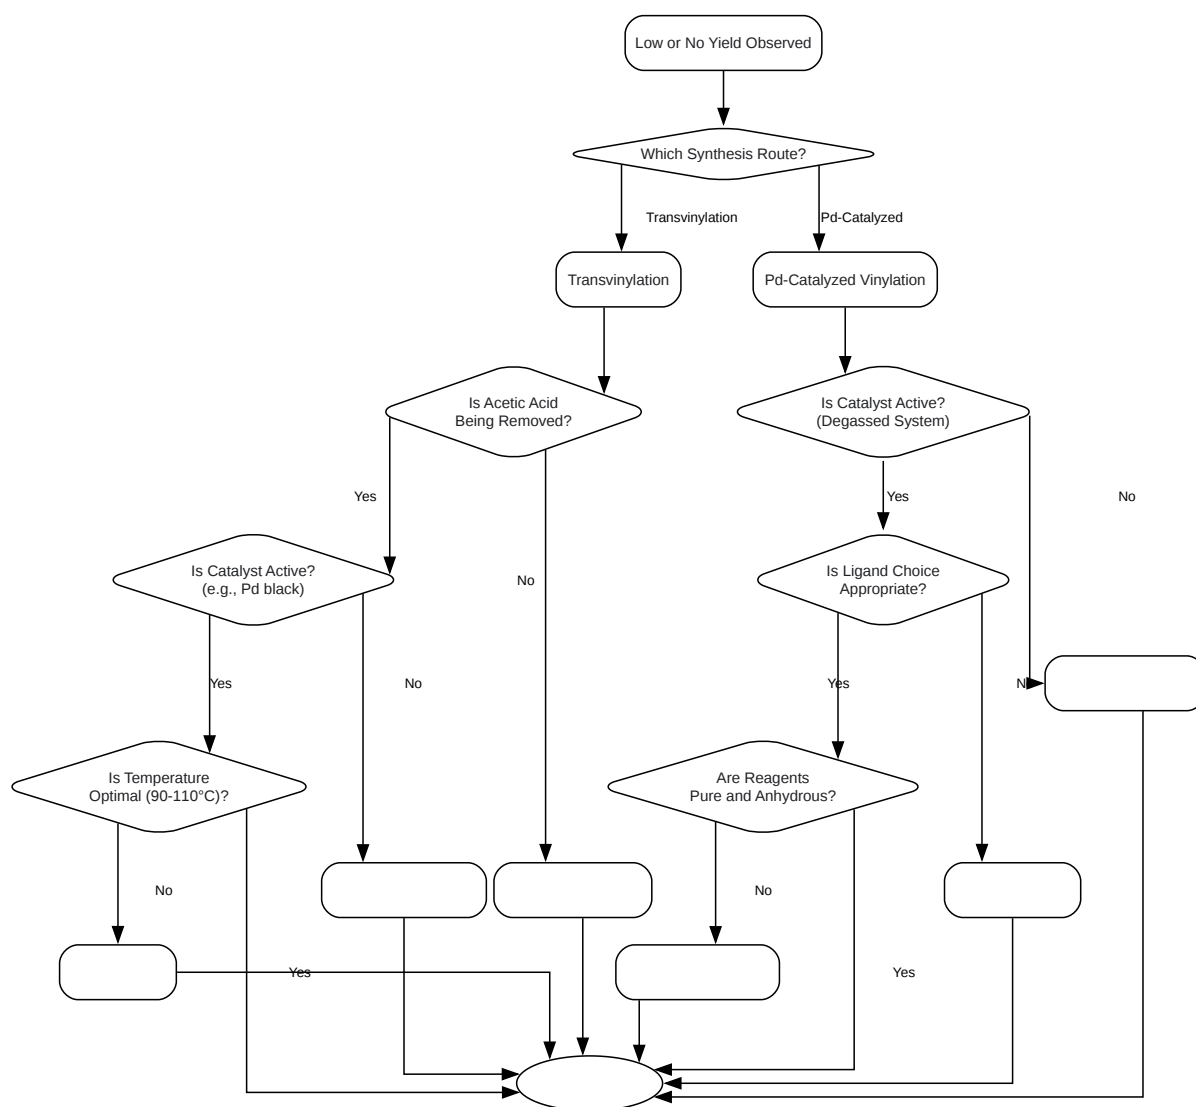 Low or No Yield Observed
Which Synthesis Route?
Transvinylation
Pd-Catalyzed
Transvinylation
Pd-Catalyzed Vinylation
Is Acetic Acid
Being Removed?
Is Catalyst Active?
(Degassed System)
Yes
Yes
No
Is Catalyst Active?
(e.g., Pd black)
No
Is Ligand Choice
Appropriate?
Yes
No
Yes
Is Temperature
Optimal (90-110°C)?
Are Reagents
Pure and Anhydrous?
No
No
Yes
Yes